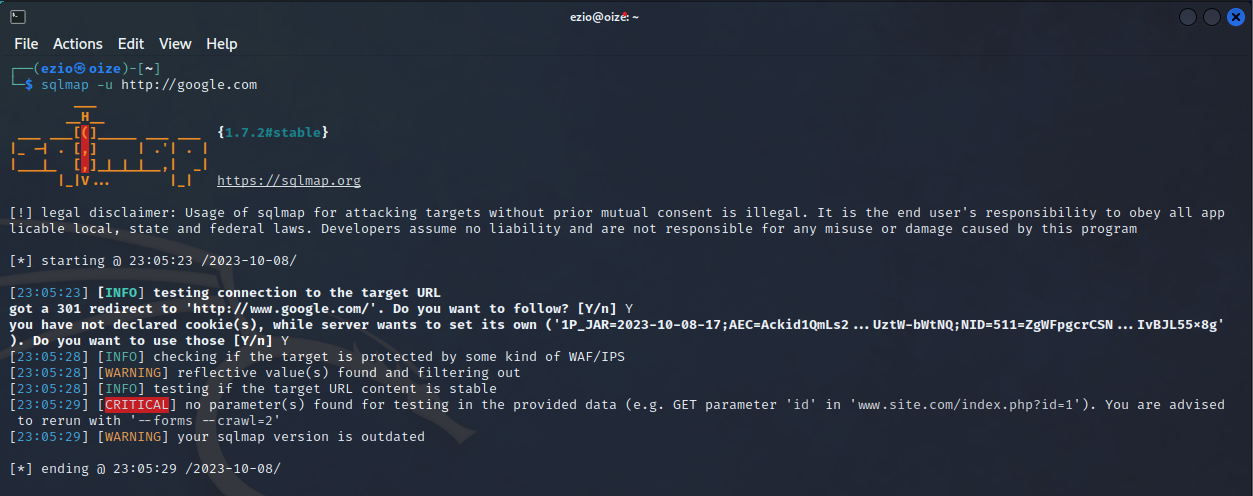 ezio@oize: ~
File Actions Edit View Help
┌──(ezio㉿oize)-[~]
└─$ sqlmap -u http://google.com
        ___
       __H__
 ___ ___[(]_____ ___ ___  {1.7.2#stable}
|_ -| . [,]     | .'| . |
|___|_  [,]_|_|_|__,|  _|
      |_|V...       |_|   https://sqlmap.org
[!] legal disclaimer: Usage of sqlmap for attacking targets without prior mutual consent is illegal. It is the end user's responsibility to obey all app
licable local, state and federal laws. Developers assume no liability and are not responsible for any misuse or damage caused by this program
[*] starting @ 23:05:23 /2023-10-08/
[23:05:23] [INFO] testing connection to the target URL
got a 301 redirect to 'http://www.google.com/'. Do you want to follow? [Y/n] Y
you have not declared cookie(s), while server wants to set its own ('1P_JAR=2023-10-08-17;AEC=Ackid1QmLs2...UztW-bWtNQ;NID=511=ZgWFpgcrCSN...IvBJL55×8g'
). Do you want to use those [Y/n] Y
[23:05:28] [INFO] checking if the target is protected by some kind of WAF/IPS
[23:05:28] [WARNING] reflective value(s) found and filtering out
[23:05:28] [INFO] testing if the target URL content is stable
[23:05:29] [CRITICAL] no parameter(s) found for testing in the provided data (e.g. GET parameter 'id' in 'www.site.com/index.php?id=1'). You are advised
to rerun with '--forms --crawl=2'
[23:05:29] [WARNING] your sqlmap version is outdated
[*] ending @ 23:05:29 /2023-10-08/